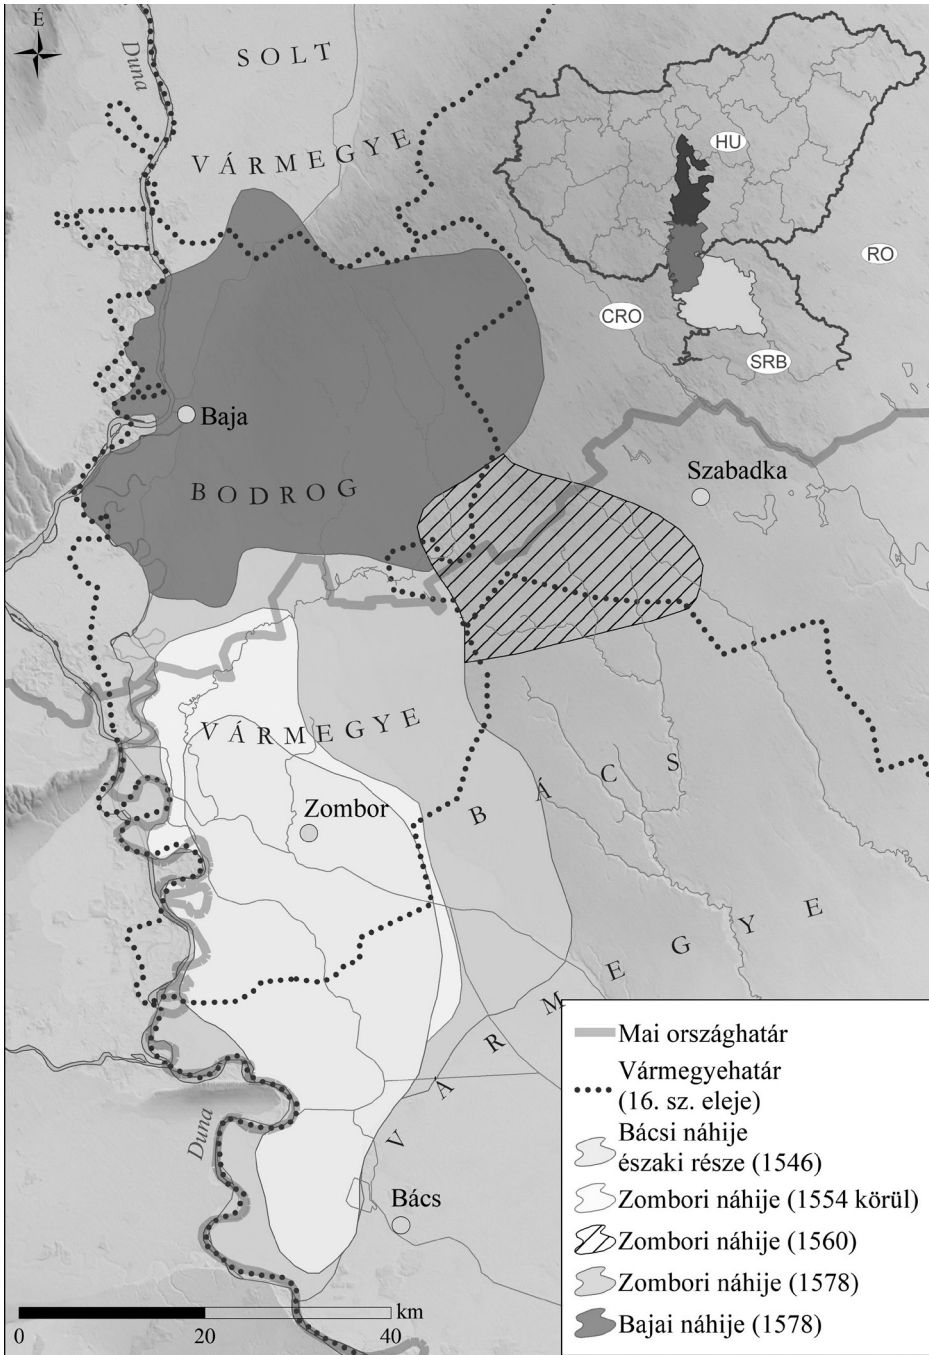 É
Duna
SOLT
VÁRMEGYE
HU
RO
CRO
SRB
Baja
Szabadka
BODROG
VÁRMEGYE
Zombor
BÁCS
VÁRMEGYE
Duna
Bács
Mai országhatár
Vármegyehatár
(16. sz. eleje)
Bácsi náhije
északi része (1546)
Zombori náhije (1554 körül)
Zombori náhije (1560)
Zombori náhije (1578)
Bajai náhije (1578)
km
0 20 40